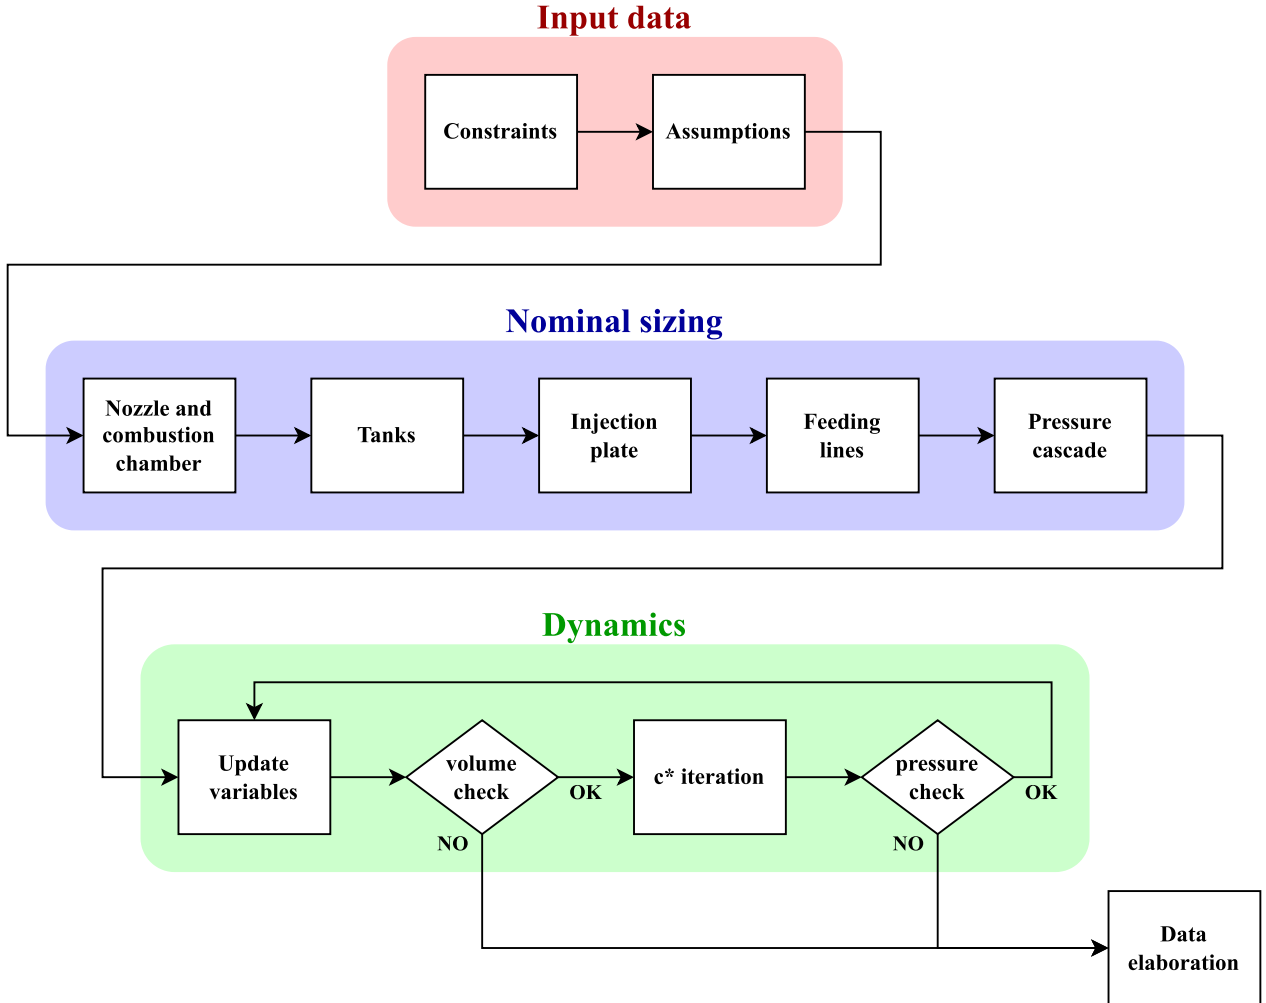 Input data
Constraints
Assumptions
Nominal sizing
Nozzle and
combustion
chamber
Tanks
Injection
plate
Feeding
lines
Pressure
cascade
Dynamics
Update
variables
volume
check
OK
NO
c* iteration
pressure
check
OK
NO
Data
elaboration